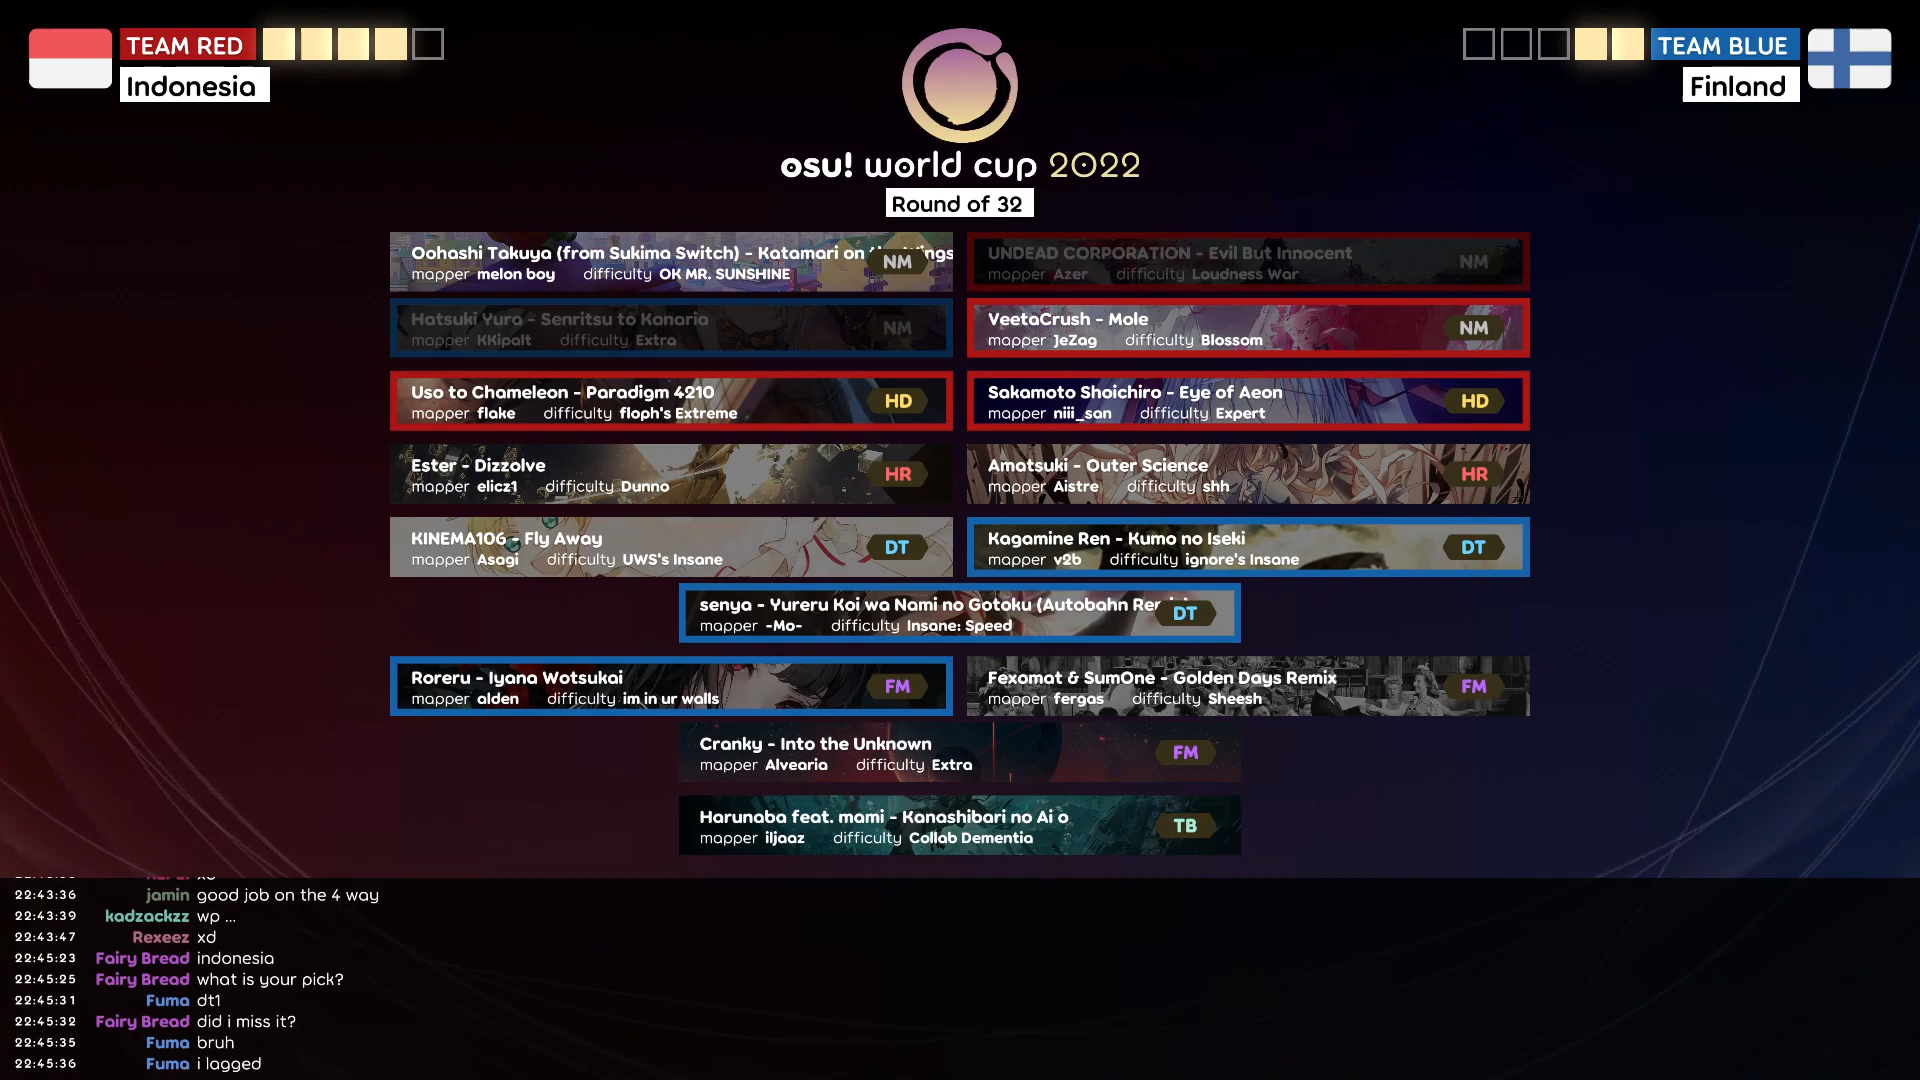 TEAM RED
Indonesia
TEAM BLUE
Finland
osu! world cup 2022
Round of 32
Oohashi Takuya (from Sukima Switch) - Katamari on
NM
mapper melon boy difficulty OK MR. SUNSHINE
UNDEAD CORPORATION - Evil But Innocent
NM
mapper Azer difficulty Loudness War
Hatsuki Yura - Senritsu to Kanaria
NM
mapper KKipalt difficulty Extra
VeetaCrush - Mole
NM
mapper JeZag difficulty Blossom
Uso to Chameleon - Paradigm 4210
HD
mapper flake difficulty floph's Extreme
Sakamoto Shoichiro - Eye of Aeon
HD
mapper niii_san difficulty Expert
Ester - Dizzolve
HR
mapper elicz1 difficulty Dunno
Amatsuki - Outer Science
HR
mapper Aistre difficulty shh
KINEMA106 - Fly Away
DT
mapper Asagi difficulty UWS's Insane
Kagamine Ren - Kumo no Iseki
DT
mapper v2b difficulty ignore's Insane
senya - Yureru Koi wa Nami no Gotoku (Autobahn
DT
mapper -Mo- difficulty Insane: Speed
Roreru - Iyana Wotsukai
FM
mapper alden difficulty im in ur walls
Fexomat & SumOne - Golden Days Remix
FM
mapper fergas difficulty Sheesh
Cranky - Into the Unknown
FM
mapper Alvearia difficulty Extra
Harunaba feat. mami - Kanashibari no Ai o
TB
mapper iljaaz difficulty Collab Dementia
22:43:36 jamin good job on the 4 way
22:43:39 kadzackzz wp ...
22:43:47 Rexeez xd
22:45:23 Fairy Bread indonesia
22:45:25 Fairy Bread what is your pick?
22:45:31 Fuma dt1
22:45:32 Fairy Bread did i miss it?
22:45:35 Fuma bruh
22:45:36 Fuma i lagged